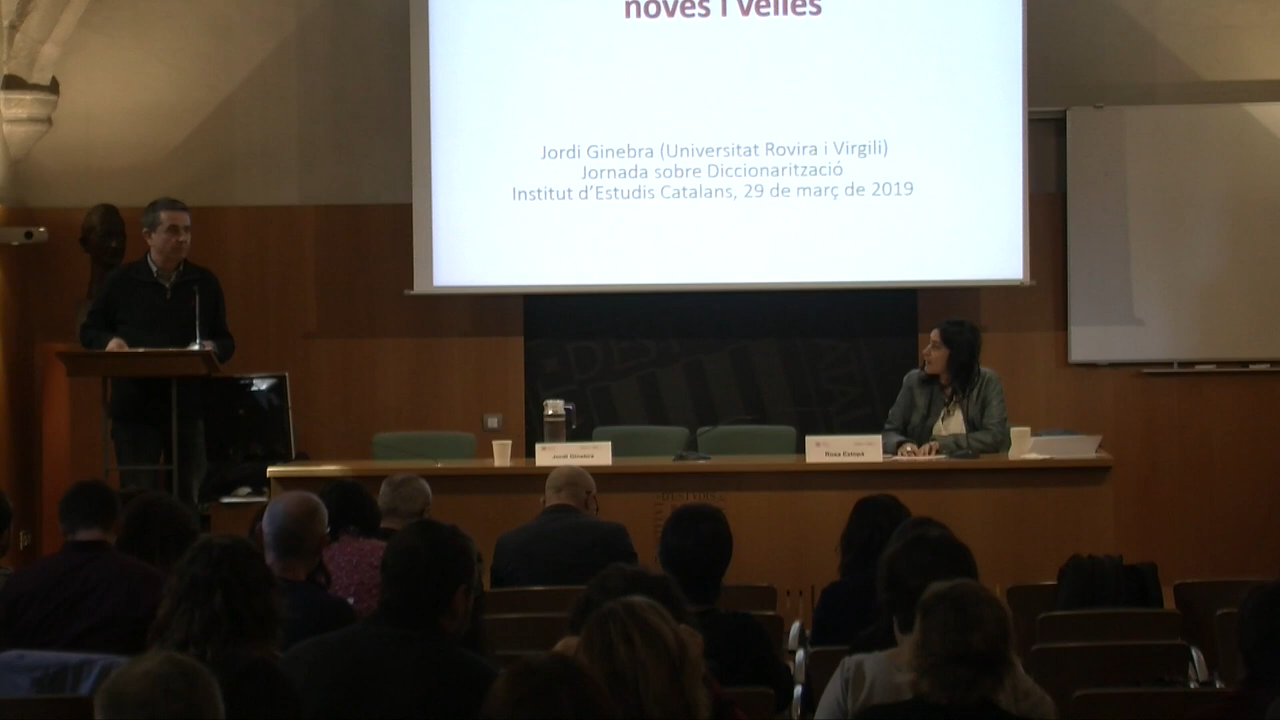 noves i velles
Jordi Ginebra (Universitat Rovira i Virgili)
Jornada sobre Diccionarització
Institut d’Estudis Catalans, 29 de març de 2019
Jordi Ginebra
Rosa Estopà
DESTVDIS